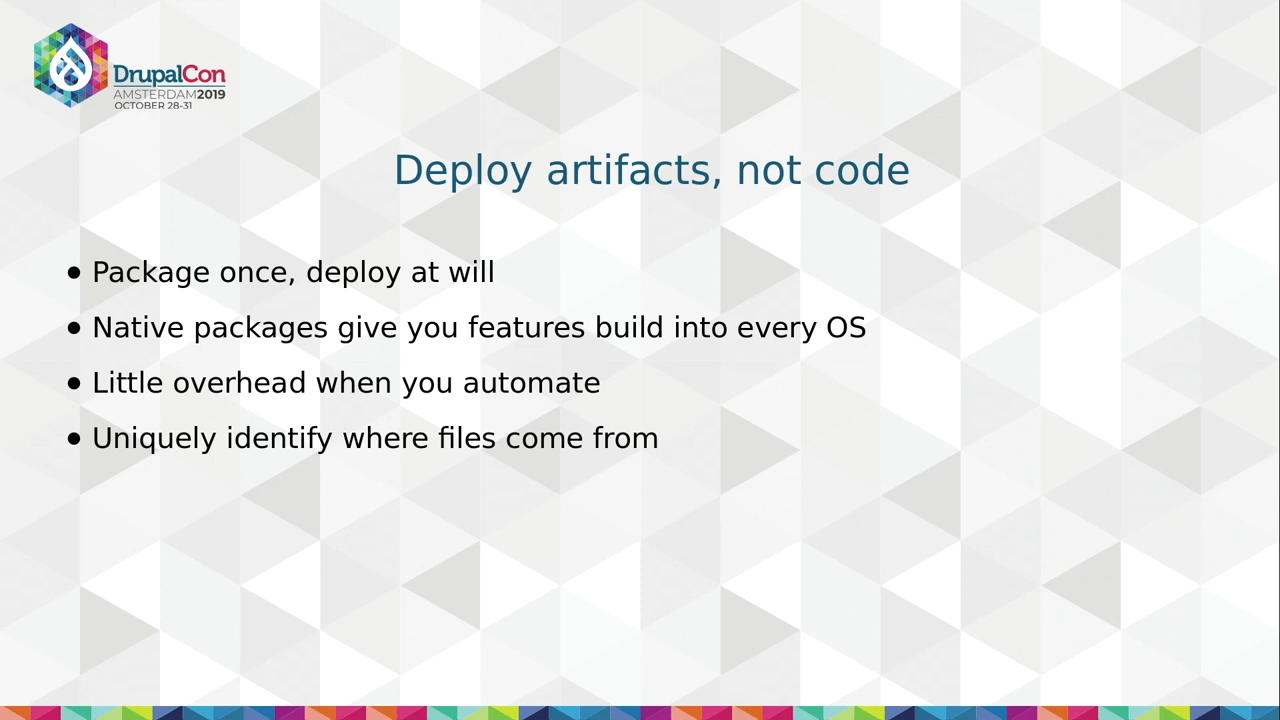 DrupalCon
AMSTERDAM2019
OCTOBER 28-31
Deploy artifacts, not code
● Package once, deploy at will
● Native packages give you features build into every OS
● Little overhead when you automate
● Uniquely identify where files come from